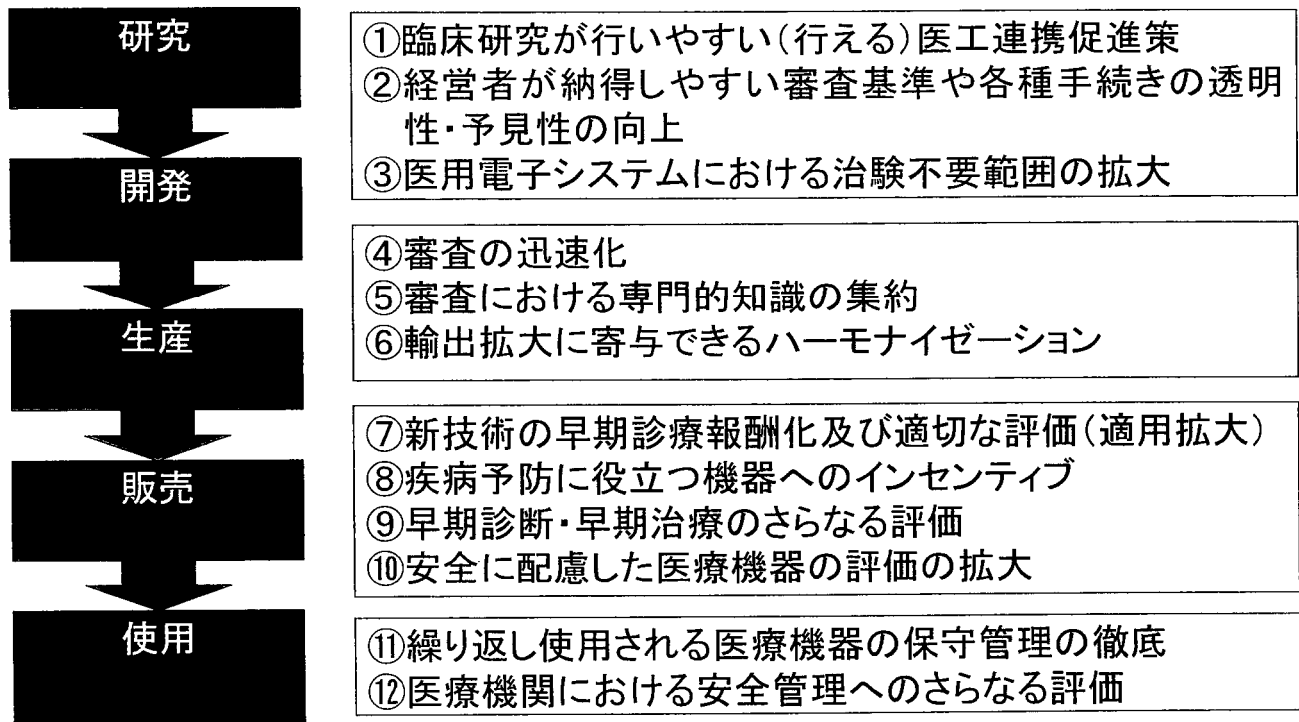 研究
①臨床研究が行いやすい(行える)医工連携促進策
②経営者が納得しやすい審査基準や各種手続きの透明
性・予見性の向上
③医用電子システムにおける治験不要範囲の拡大
開発
④審査の迅速化
⑤審査における専門的知識の集約
⑥輸出拡大に寄与できるハーモナイゼーション
生産
⑦新技術の早期診療報酬化及び適切な評価(適用拡大)
⑧疾病予防に役立つ機器へのインセンティブ
⑨早期診断・早期治療のさらなる評価
⑩安全に配慮した医療機器の評価の拡大
販売
使用
⑪繰り返し使用される医療機器の保守管理の徹底
⑫医療機関における安全管理へのさらなる評価